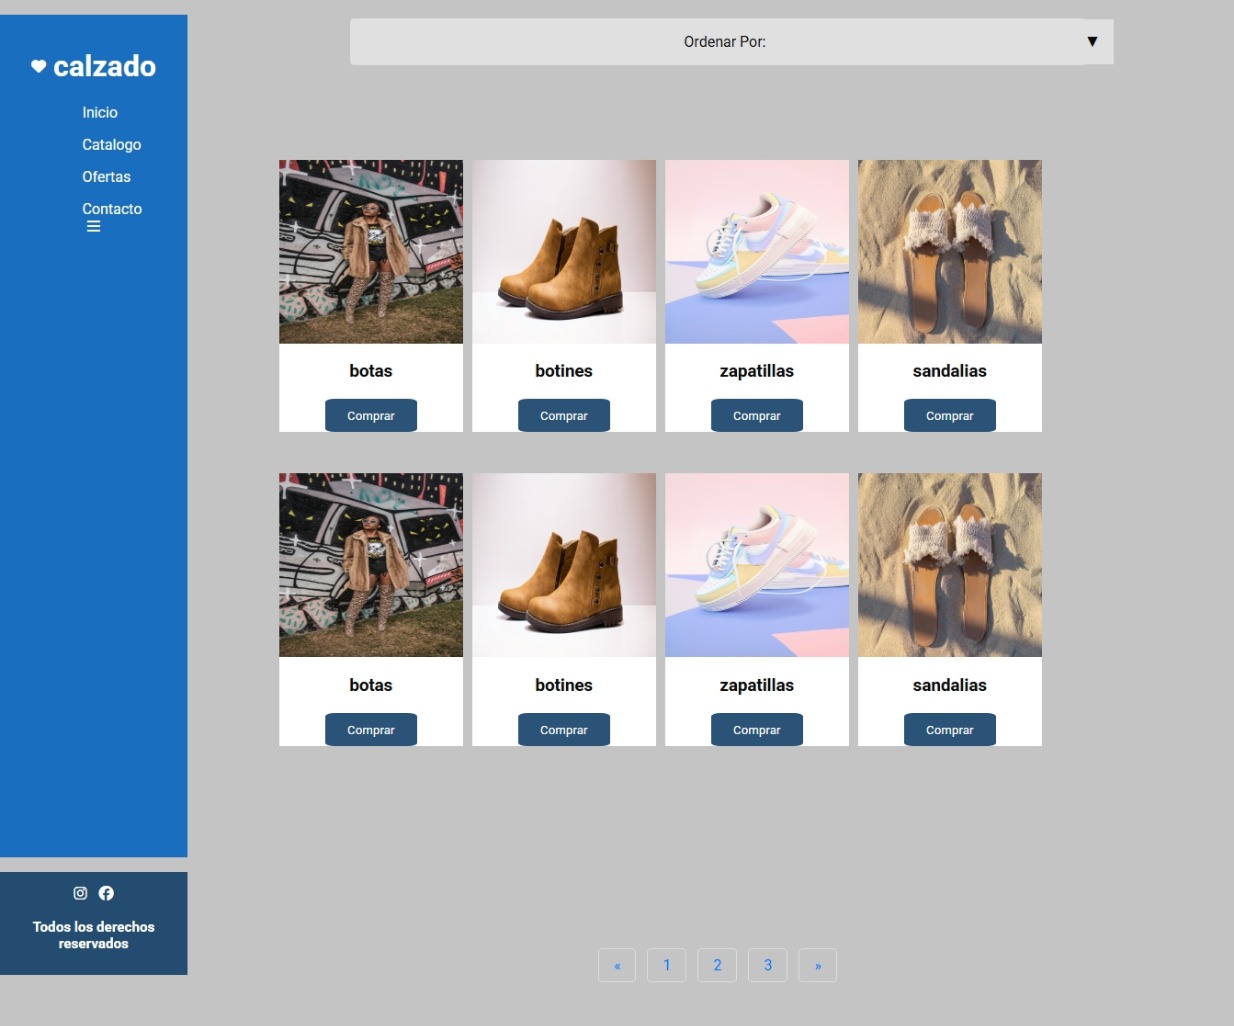 calzado
Inicio
Catalogo
Ofertas
Contacto
Ordenar Por:
botas
botines
zapatillas
sandalias
Comprar
Comprar
Comprar
Comprar
botas
botines
zapatillas
sandalias
Comprar
Comprar
Comprar
Comprar
Todos los derechos
reservados
« 1 2 3 »